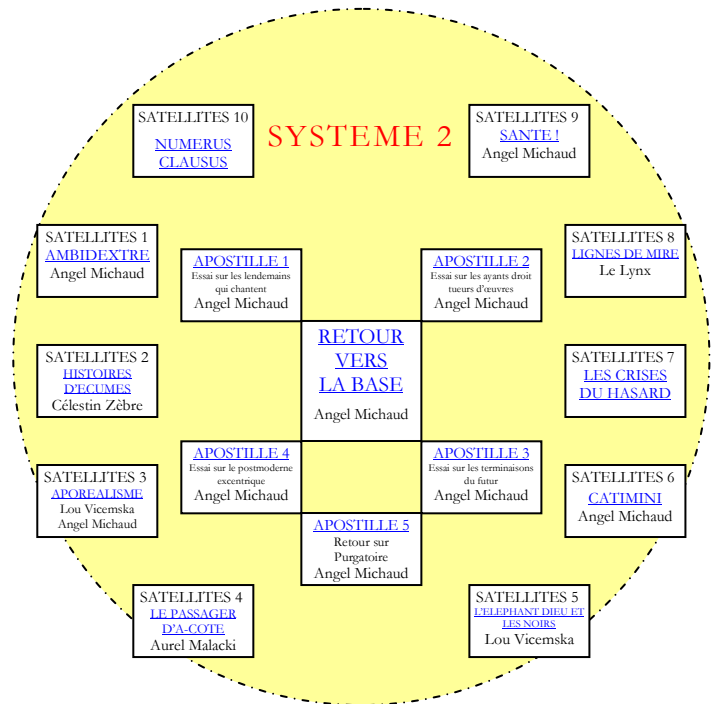 SATELLITES 10
NUMERUS
CLAUSUS
SYSTEME 2
SATELLITES 9
SANTE !
Angel Michaud
SATELLITES 1
AMBIDEXTRE
Angel Michaud
APOSTILLE 1
Essai sur les lendemains
qui chantent
Angel Michaud
APOSTILLE 2
Essai sur les ayants droit
tueurs d'œuvres
Angel Michaud
SATELLITES 8
LIGNES DE MIRE
Le Lynx
RETOUR
VERS
LA BASE
Angel Michaud
SATELLITES 2
HISTOIRES
D'ECUMES
Célestin Zèbre
SATELLITES 7
LES CRISES
DU HASARD
SATELLITES 3
APOREALISME
Lou Vicemska
Angel Michaud
APOSTILLE 4
Essai sur le postmoderne
excentrique
Angel Michaud
APOSTILLE 3
Essai sur les terminaisons
du futur
Angel Michaud
SATELLITES 6
CATIMINI
Angel Michaud
APOSTILLE 5
Retour sur
Purgatoire
Angel Michaud
SATELLITES 4
LE PASSAGER
D'A-COTE
Aurel Malacki
SATELLITES 5
L'ELEPHANT DIEU ET
LES NOIRS
Lou Vicemska